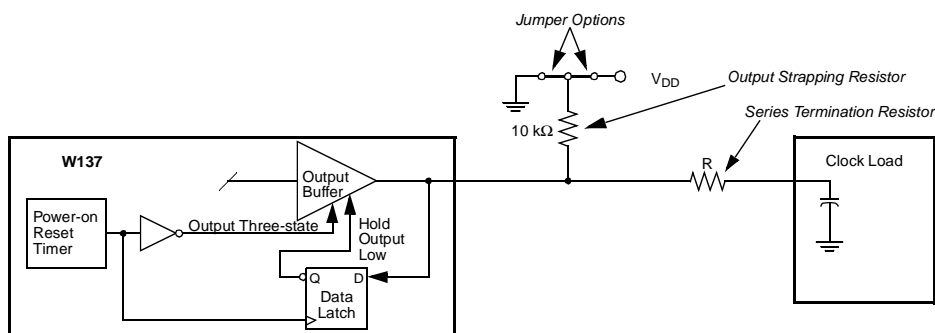 Jumper Options
VDD
Output Strapping Resistor
10 kΩ
Series Termination Resistor
W137
Output
Buffer
R
Clock Load
Power-on
Reset
Timer
Output Three-state
Hold
Output
Low
Q D
Data
Latch